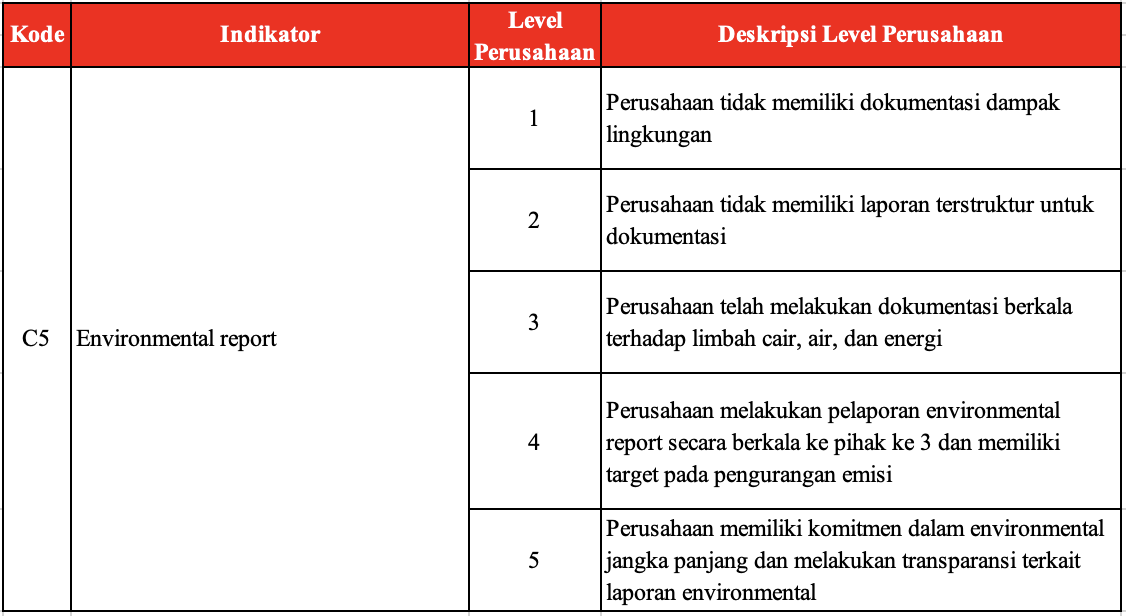 Kode
Indikator
Level
Perusahaan
Deskripsi Level Perusahaan
C5
Environmental report
1
Perusahaan tidak memiliki dokumentasi dampak
lingkungan
2
Perusahaan tidak memiliki laporan terstruktur untuk
dokumentasi
3
Perusahaan telah melakukan dokumentasi berkala
terhadap limbah cair, air, dan energi
4
Perusahaan melakukan pelaporan environmental
report secara berkala ke pihak ke 3 dan memiliki
target pada pengurangan emisi
5
Perusahaan memiliki komitmen dalam environmental
jangka panjang dan melakukan transparansi terkait
laporan environmental